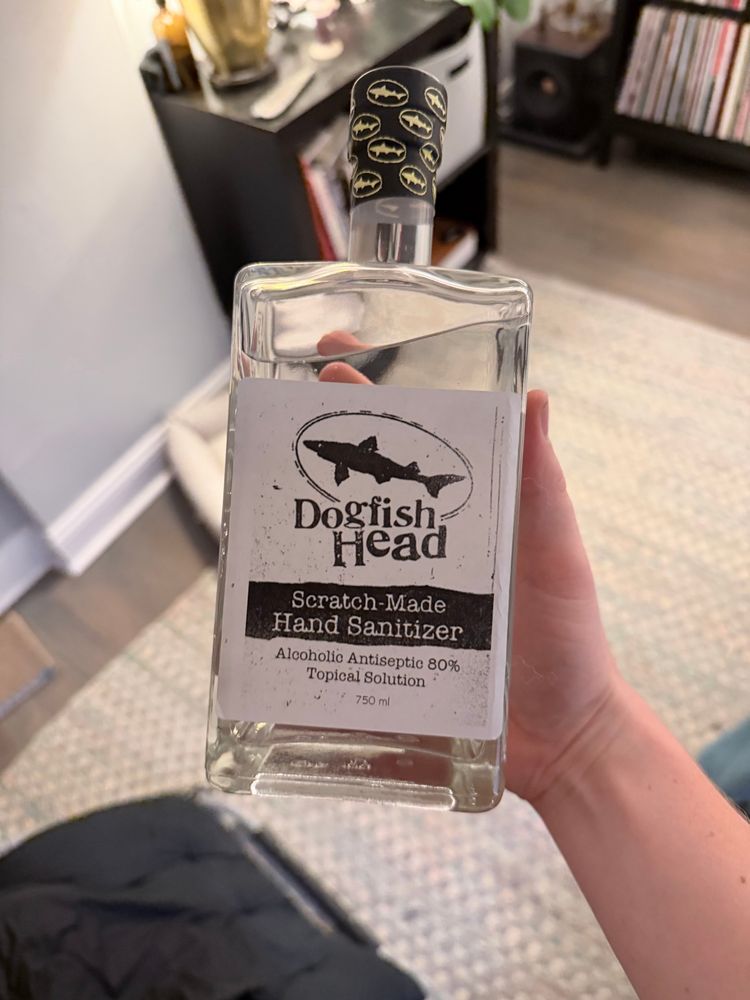 Dogfish
Head
Scratch-Made
Hand Sanitizer
Alcoholic Antiseptic 80%
Topical Solution
750 ml